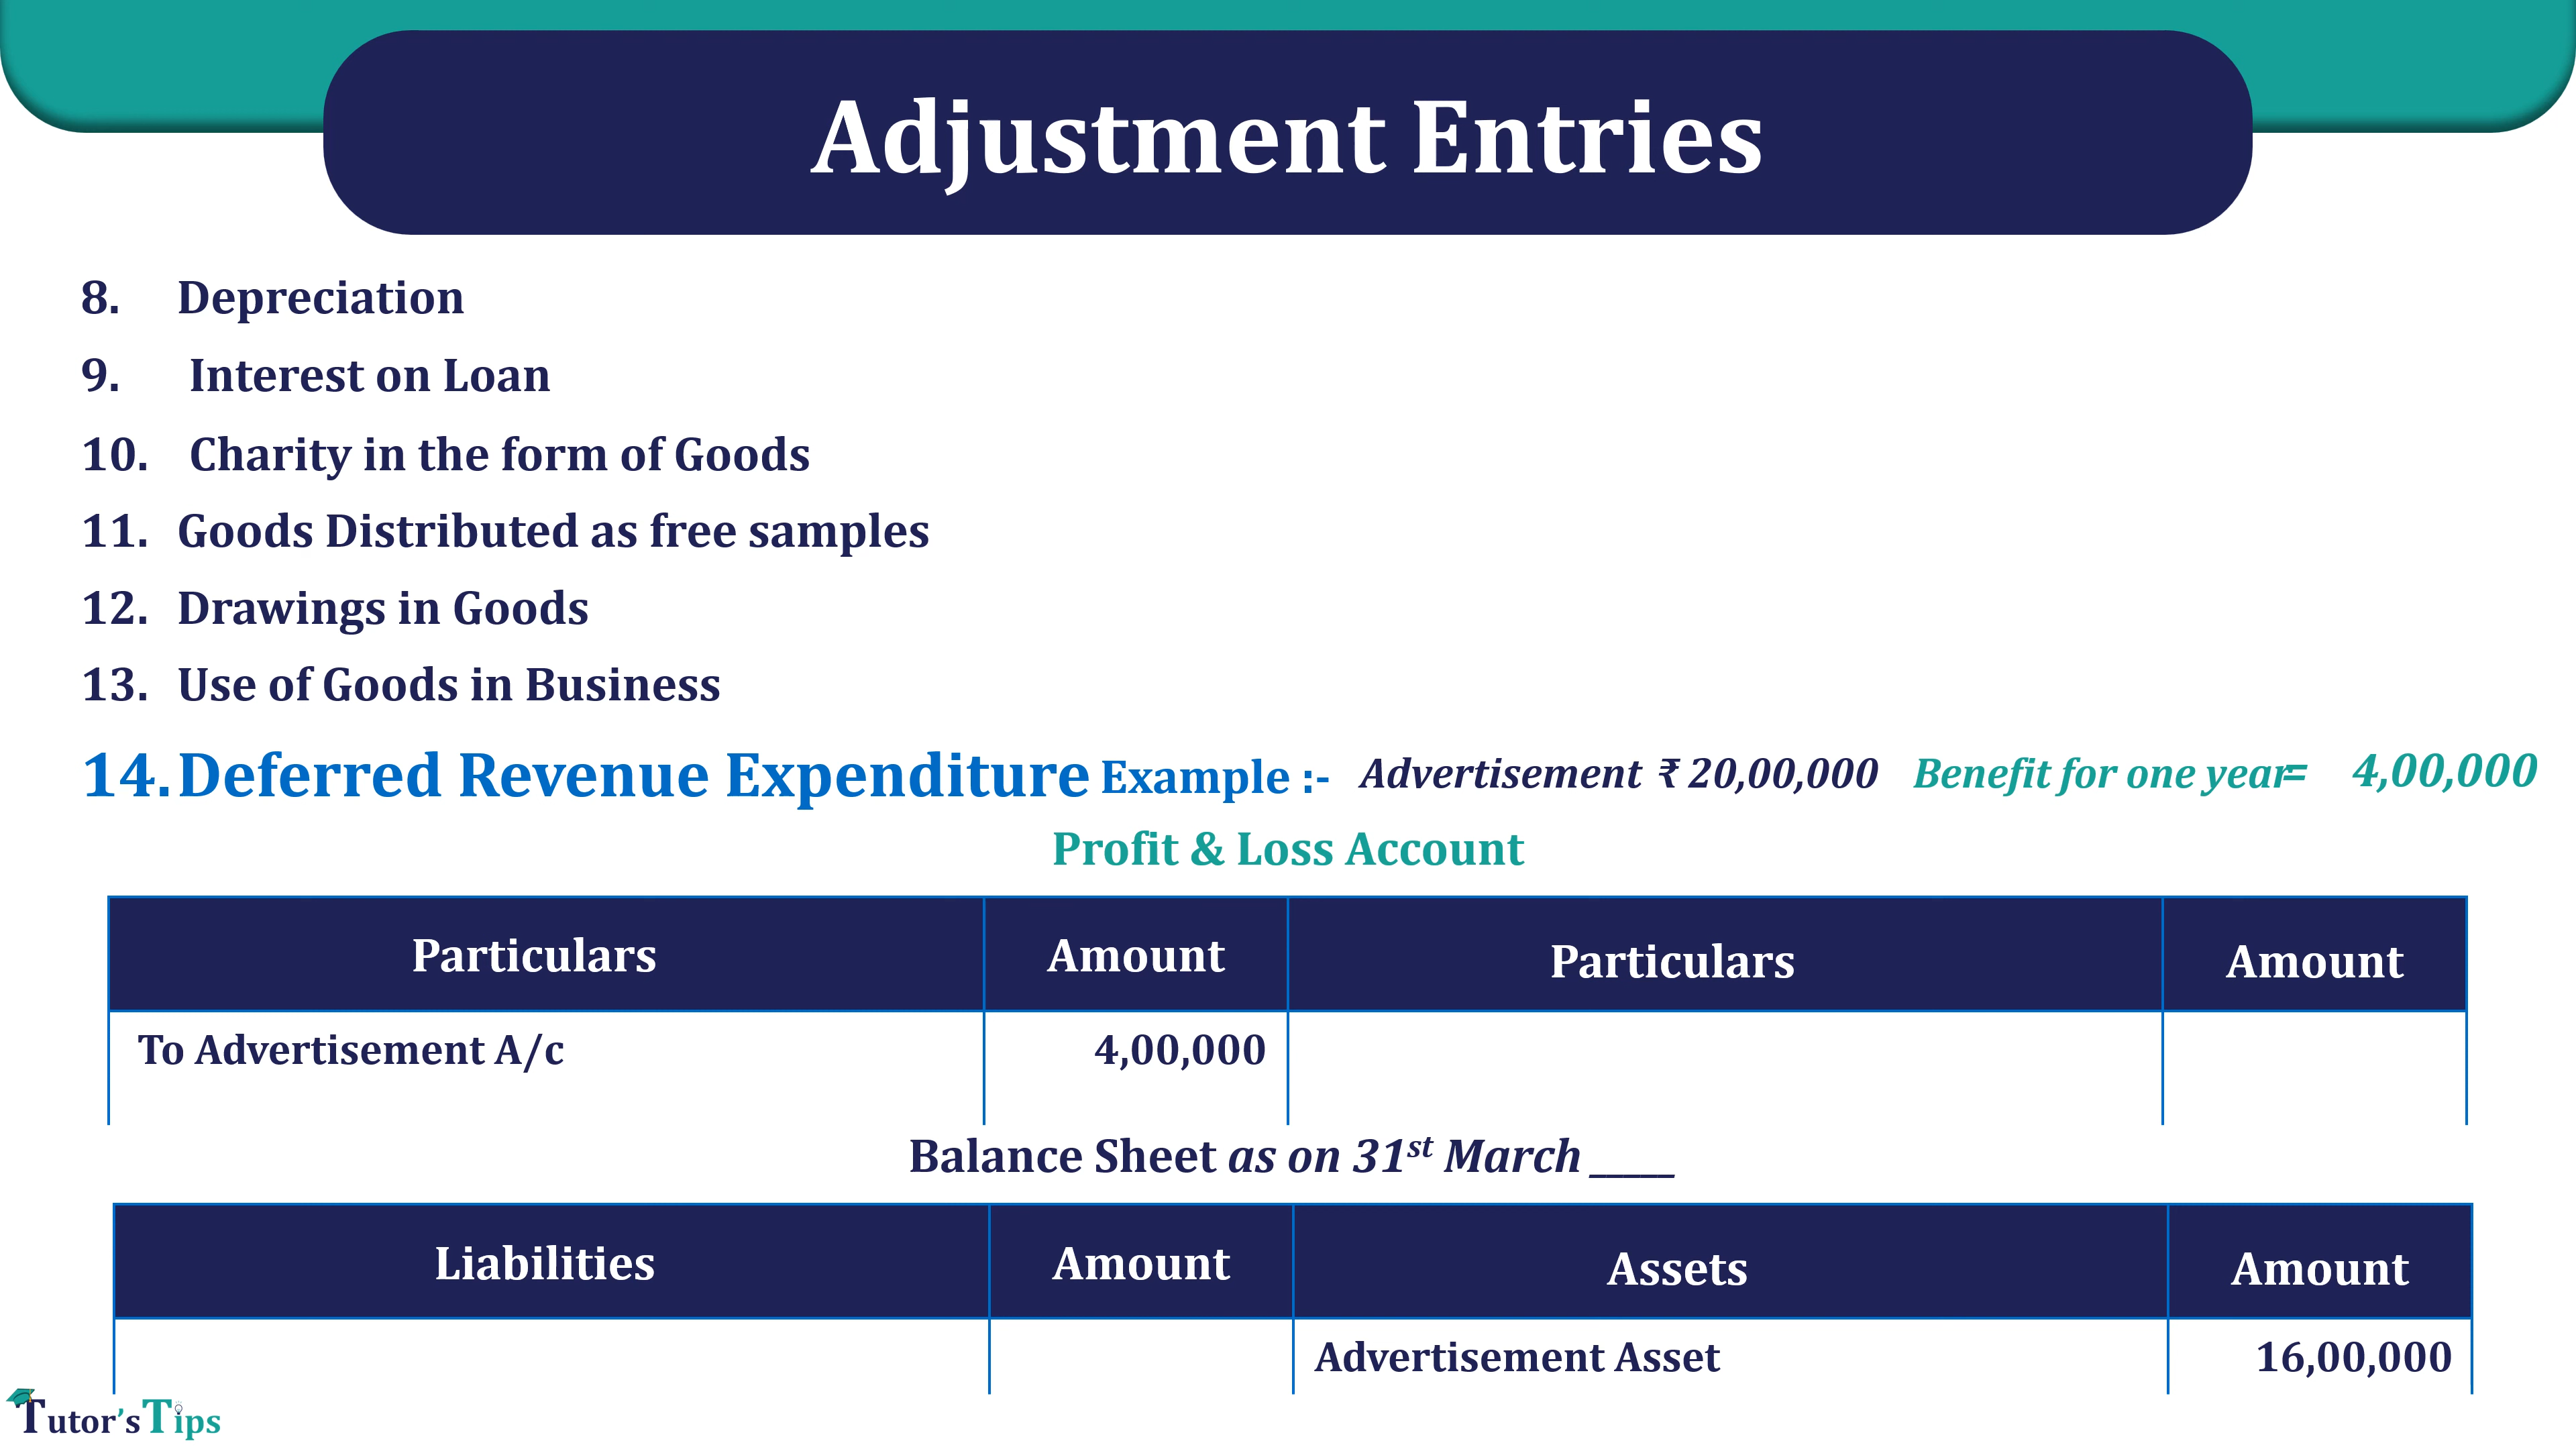 Adjustment Entries
8. Depreciation
9. Interest on Loan
10. Charity in the form of Goods
11. Goods Distributed as free samples
12. Drawings in Goods
13. Use of Goods in Business
14. Deferred Revenue Expenditure Example :- Advertisement ₹ 20,00,000 Benefit for one year= 4,00,000
Profit & Loss Account
Particulars Amount Particulars Amount
To Advertisement A/c 4,00,000
Balance Sheet as on 31st March _____
Liabilities Amount Assets Amount
Advertisement Asset 16,00,000
Tutor'sTips